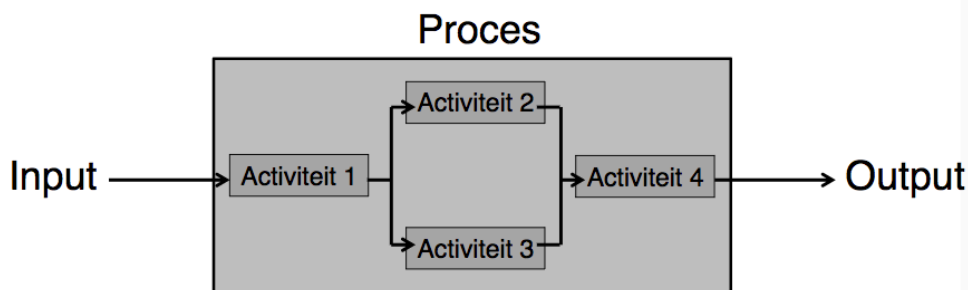 Proces
Activiteit 2
Input
Activiteit 1
Activiteit 4
Output
Activiteit 3